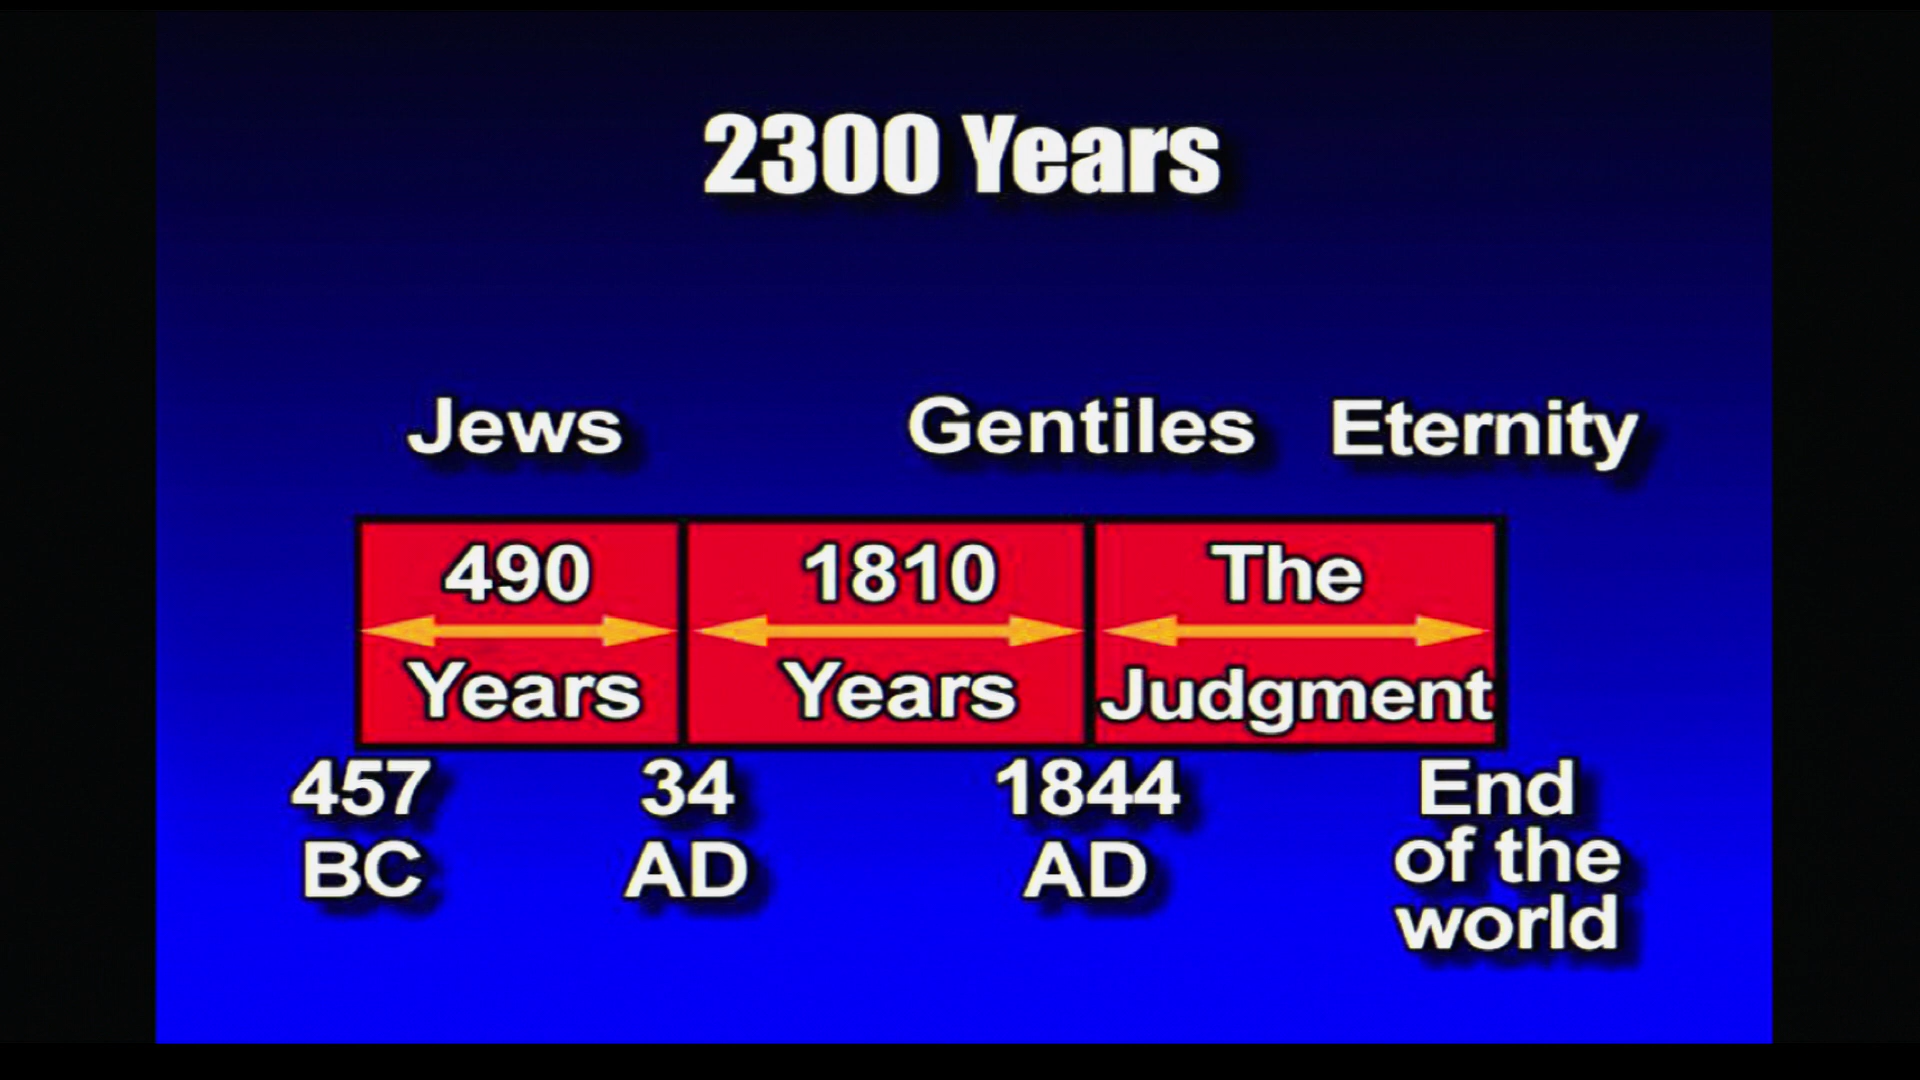 2300 Years
Jews Gentiles Eternity
490 1810 The
Years Years Judgment
457 34 1844 End
BC AD AD of the
world